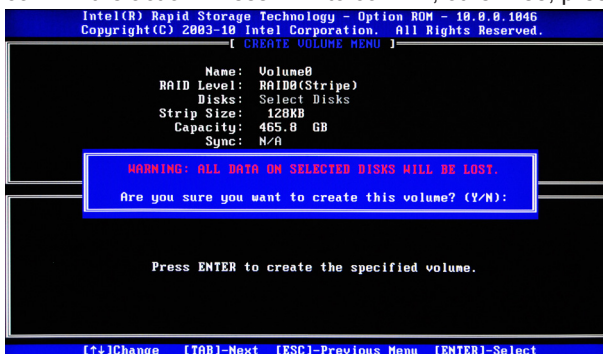 Intel(R) Rapid Storage Technology - Option ROM - 10.0.0.1046
Copyright(C) 2003-10 Intel Corporation. All Rights Reserved.
[ CREATE VOLUME MENU ]
Name: Volume0
RAID Level: RAID0(Stripe)
Disks: Select Disks
Strip Size: 128KB
Capacity: 465.8 GB
Sync: N/A
WARNING: ALL DATA ON SELECTED DISKS WILL BE LOST.
Are you sure you want to create this volume? (Y/N):
Press ENTER to create the specified volume.
[↑↓]Change [TAB]-Next [ESC]-Previous Menu [ENTER]-Select